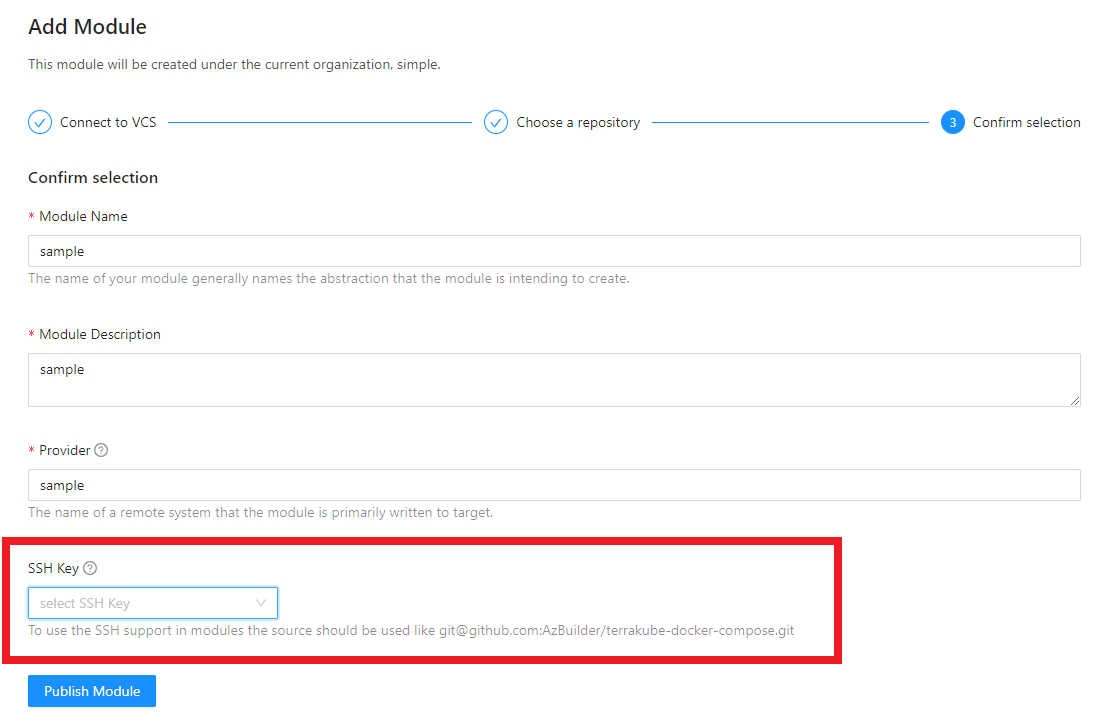 Add Module
This module will be created under the current organization, simple.
Connect to VCS
Choose a repository
3 Confirm selection
Confirm selection
* Module Name
sample
The name of your module generally names the abstraction that the module is intending to create.
* Module Description
sample
* Provider ?
sample
The name of a remote system that the module is primarily written to target.
SSH Key ?
select SSH Key
To use the SSH support in modules the source should be used like git@github.com:AzBuilder/terrakube-docker-compose.git
Publish Module